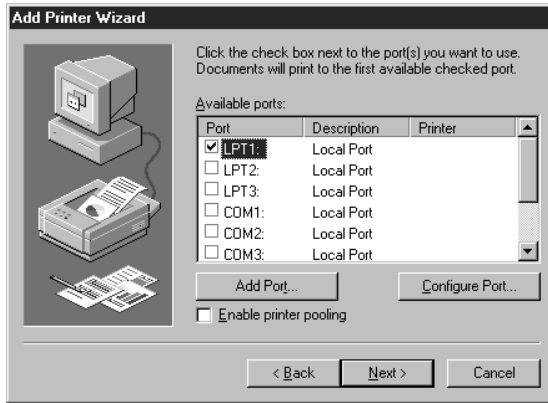 Add Printer Wizard
Click the check box next to the port(s) you want to use.
Documents will print to the first available checked port.
Available ports:
Port Description Printer
LPT1: Local Port
LPT2: Local Port
LPT3: Local Port
COM1: Local Port
COM2: Local Port
COM3: Local Port
Add Port... Configure Port...
Enable printer pooling
< Back Next > Cancel